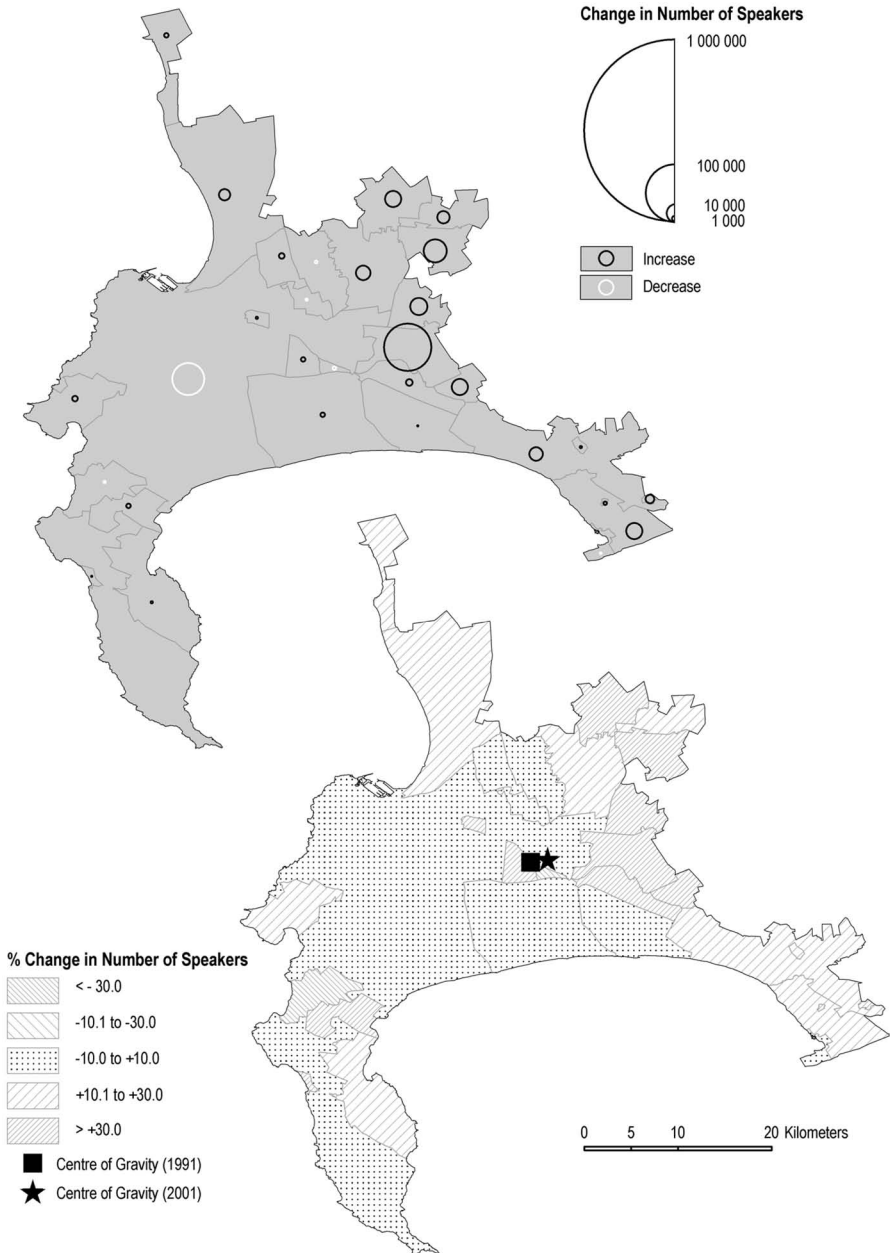 Change in Number of Speakers
1 000 000
100 000
10 000
1 000
Increase
Decrease
% Change in Number of Speakers
< - 30.0
-10.1 to -30.0
-10.0 to +10.0
+10.1 to +30.0
> +30.0
Centre of Gravity (1991)
Centre of Gravity (2001)
0 5 10 20 Kilometers